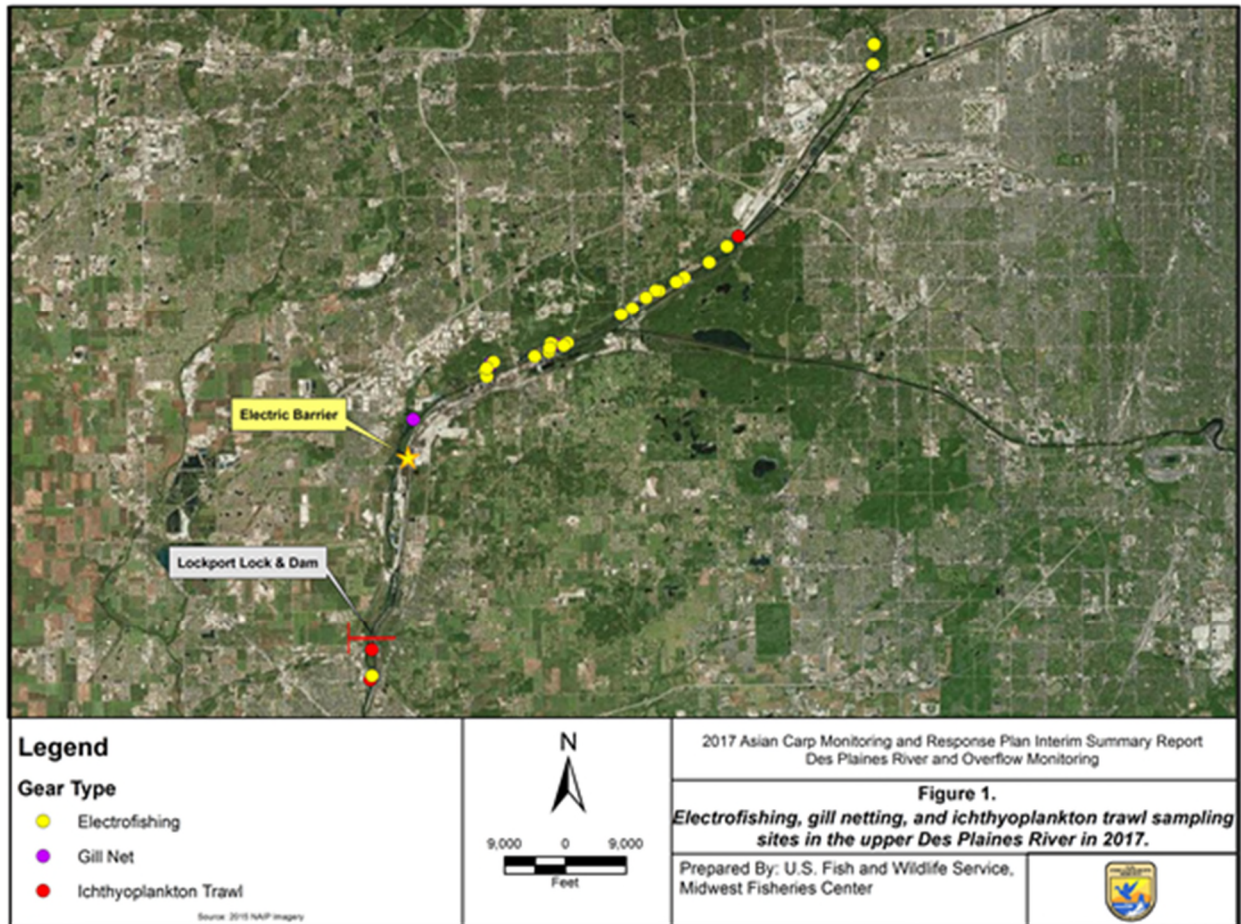 Electric Barrier
Lockport Lock & Dam
Legend
Gear Type
Electrofishing
Gill Net
Ichthyoplankton Trawl
Source: 2015 NAIP Imagery
N
9,000 0 9,000
Feet
2017 Asian Carp Monitoring and Response Plan Interim Summary Report
Des Plaines River and Overflow Monitoring
Figure 1.
Electrofishing, gill netting, and ichthyoplankton trawl sampling
sites in the upper Des Plaines River in 2017.
Prepared By: U.S. Fish and Wildlife Service,
Midwest Fisheries Center